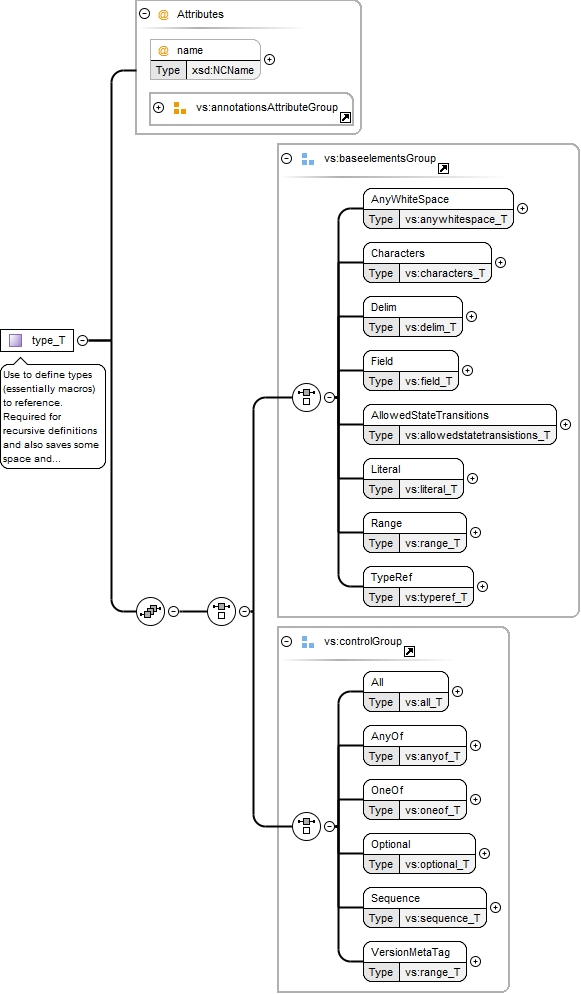 Attributes
name
Type xsd:NCName
vs:annotationsAttributeGroup
vs:baseelementsGroup
AnyWhiteSpace
Type vs:anywhitespace_T
Characters
Type vs:characters_T
Delim
Type vs:delim_T
Field
Type vs:field_T
AllowedStateTransitions
Type vs:allowedstatetransistions_T
Literal
Type vs:literal_T
Range
Type vs:range_T
TypeRef
Type vs:typeref_T
type_T
Use to define types
(essentially macros)
to reference.
Required for
recursive definitions
and also saves some
space and...
vs:controlGroup
All
Type vs:all_T
AnyOf
Type vs:anyof_T
OneOf
Type vs:oneof_T
Optional
Type vs:optional_T
Sequence
Type vs:sequence_T
VersionMetaTag
Type vs:range_T